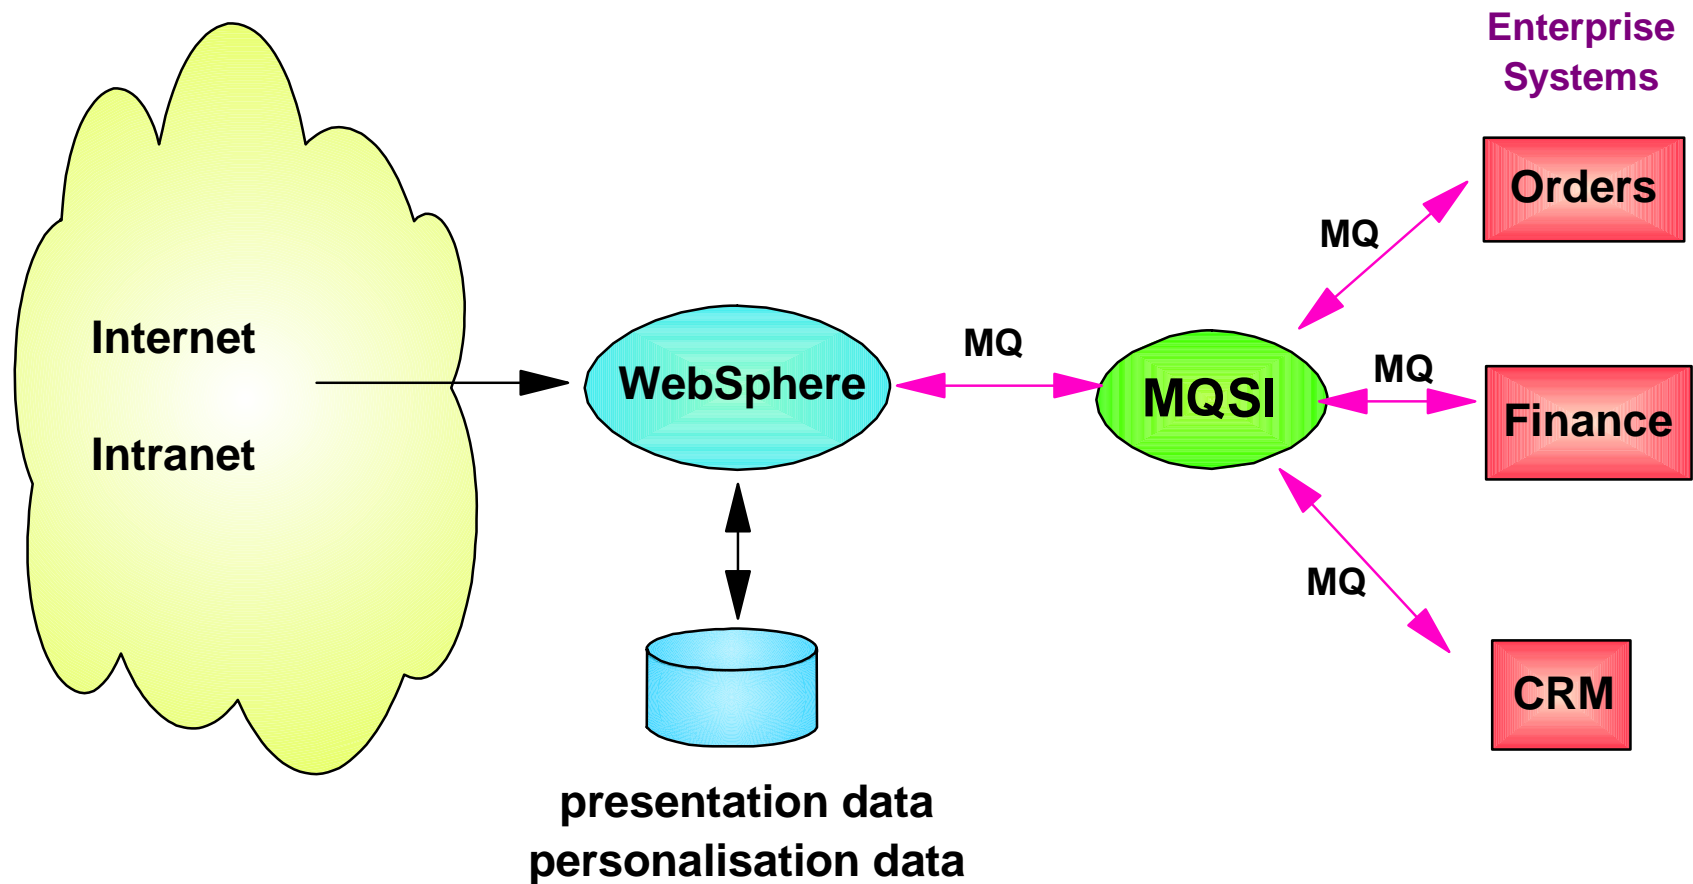 Enterprise
Systems
Orders
MQ
Internet
WebSphere
MQ
MQSI
MQ
Finance
Intranet
MQ
CRM
presentation data
personalisation data